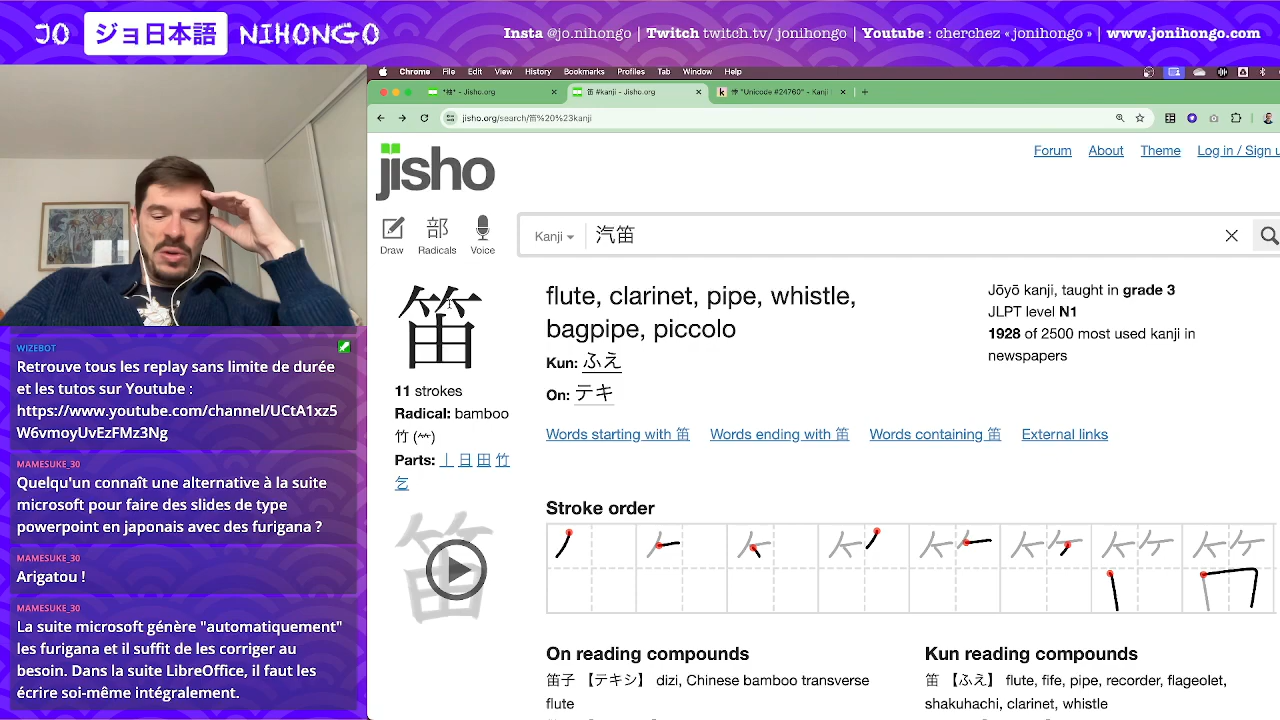 JO ジョ日本語 NIHONGO
Insta @jo.nihongo | Twitch twitch.tv/ jonihongo | Youtube : cherchez « jonihongo » | www.jonihongo.com
Chrome File Edit View History Bookmarks Profiles Tab Window Help
笛 #kanji - Jisho.org
jisho.org/search/笛%20%23kanji
jisho
Forum About Theme Log in / Sign u
Draw
部 Radicals
Voice
Kanji
汽笛
笛
flute, clarinet, pipe, whistle,
bagpipe, piccolo
Kun: ふえ
On: テキ
Jōyō kanji, taught in grade 3
JLPT level N1
1928 of 2500 most used kanji in
newspapers
11 strokes
Radical: bamboo
竹 (⺮)
Parts: 丨 日 田 竹
乞
Words starting with 笛 Words ending with 笛 Words containing 笛 External links
Stroke order
笛
On reading compounds
笛子 【テキシ】 dizi, Chinese bamboo transverse
flute
Kun reading compounds
笛 【ふえ】 flute, fife, pipe, recorder, flageolet,
shakuhachi, clarinet, whistle
WIZEBOT
Retrouve tous les replay sans limite de durée
et les tutos sur Youtube :
https://www.youtube.com/channel/UCtA1xz5
W6vmoyUvEzFMz3Ng
MAMESUKE_30
Quelqu'un connaît une alternative à la suite
microsoft pour faire des slides de type
powerpoint en japonais avec des furigana ?
MAMESUKE_30
Arigatou !
MAMESUKE_30
La suite microsoft génère "automatiquement"
les furigana et il suffit de les corriger au
besoin. Dans la suite LibreOffice, il faut les
écrire soi-même intégralement.